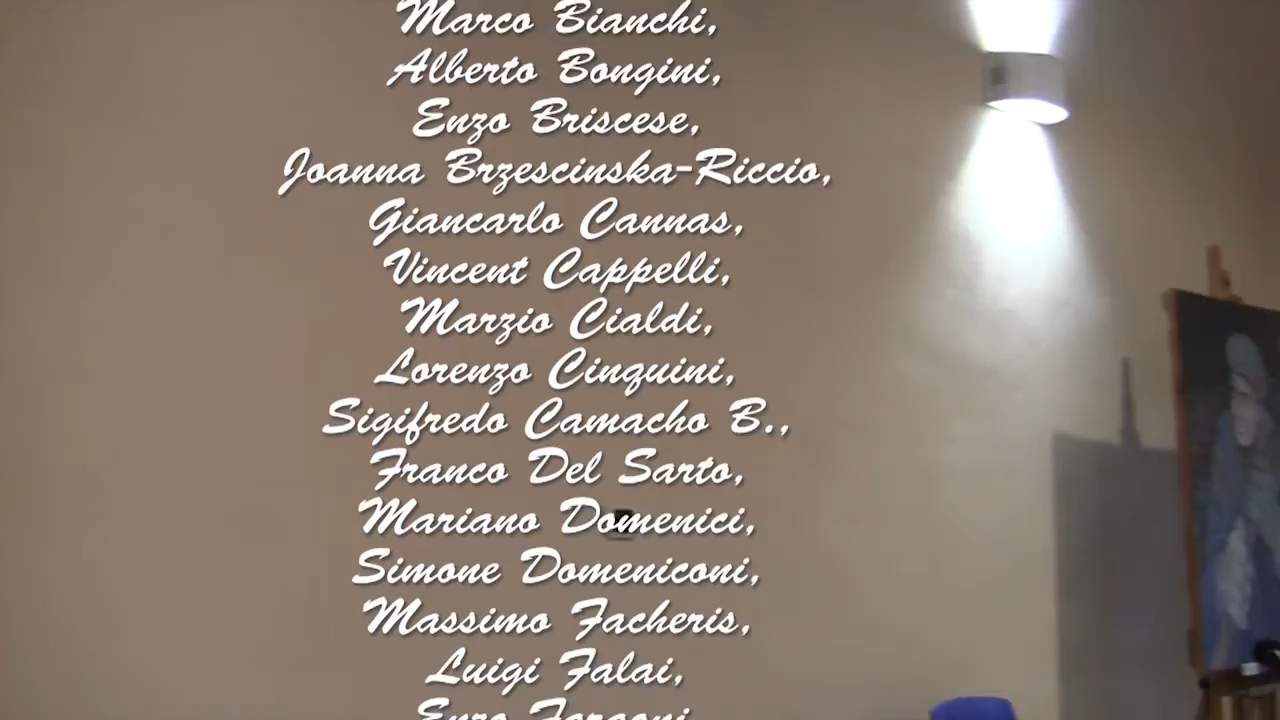 Marco Bianchi,
Alberto Bongini,
Enzo Briscese,
Joanna Brzescinska-Riccio,
Giancarlo Cannas,
Vincent Cappelli,
Marzio Cialdi,
Lorenzo Cinquini,
Sigifredo Camacho B.,
Franco Del Sarto,
Mariano Domenici,
Simone Domeniconi,
Massimo Facheris,
Luigi Falai,
Enzo